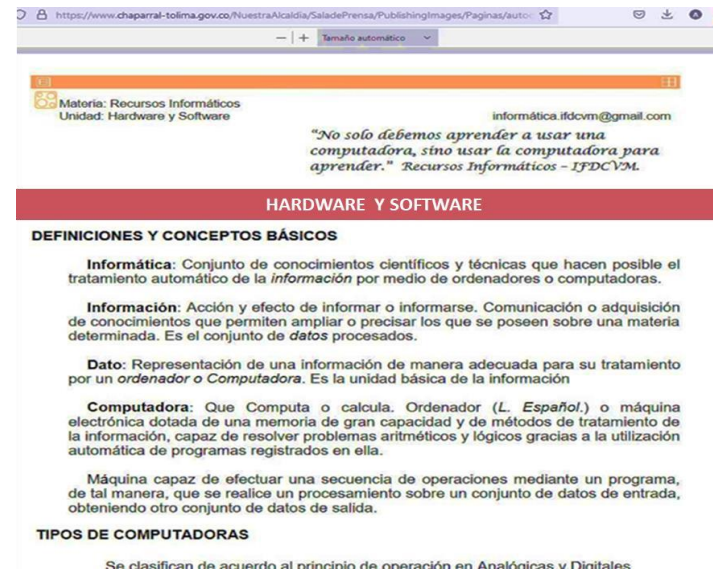 https://www.chaparral-tolima.gov.co/NuestraAlcaldia/SaladePrensa/PublishingImages/Paginas/auto
— | + Tamaño automático
Materia: Recursos Informáticos
Unidad: Hardware y Software
informática.ifdcvm@gmail.com
"No solo debemos aprender a usar una
computadora, sino usar la computadora para
aprender." Recursos Informáticos – IFDCVM.
HARDWARE Y SOFTWARE
DEFINICIONES Y CONCEPTOS BÁSICOS
Informática: Conjunto de conocimientos científicos y técnicas que hacen posible el
tratamiento automático de la información por medio de ordenadores o computadoras.
Información: Acción y efecto de informar o informarse. Comunicación o adquisición
de conocimientos que permiten ampliar o precisar los que se poseen sobre una materia
determinada. Es el conjunto de datos procesados.
Dato: Representación de una información de manera adecuada para su tratamiento
por un ordenador o Computadora. Es la unidad básica de la información
Computadora: Que Computa o calcula. Ordenador (L. Español.) o máquina
electrónica dotada de una memoria de gran capacidad y de métodos de tratamiento de
la información, capaz de resolver problemas aritméticos y lógicos gracias a la utilización
automática de programas registrados en ella.
Máquina capaz de efectuar una secuencia de operaciones mediante un programa,
de tal manera, que se realice un procesamiento sobre un conjunto de datos de entrada,
obteniendo otro conjunto de datos de salida.
TIPOS DE COMPUTADORAS
Se clasifican de acuerdo al principio de operación en Analógicas y Digitales